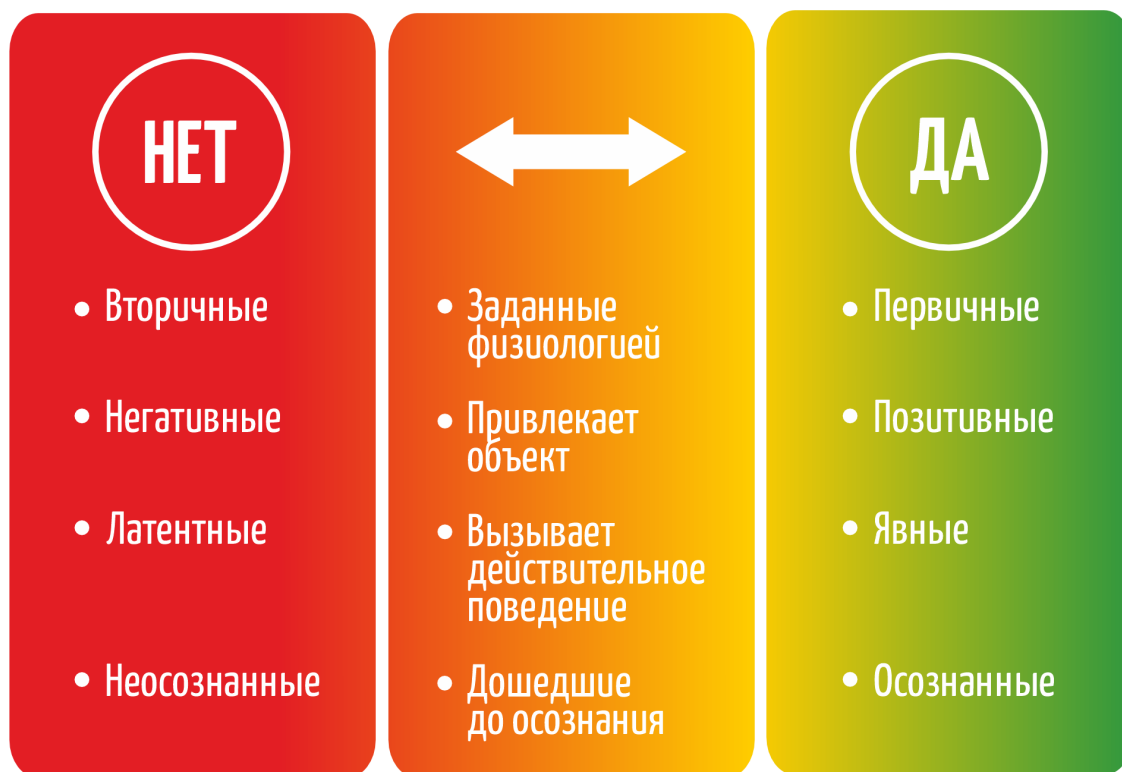 НЕТ
• Вторичные
• Негативные
• Латентные
• Неосознанные
• Заданные
физиологией
• Привлекает
объект
• Вызывает
действительное
поведение
• Дошедшие
до осознания
ДА
• Первичные
• Позитивные
• Явные
• Осознанные